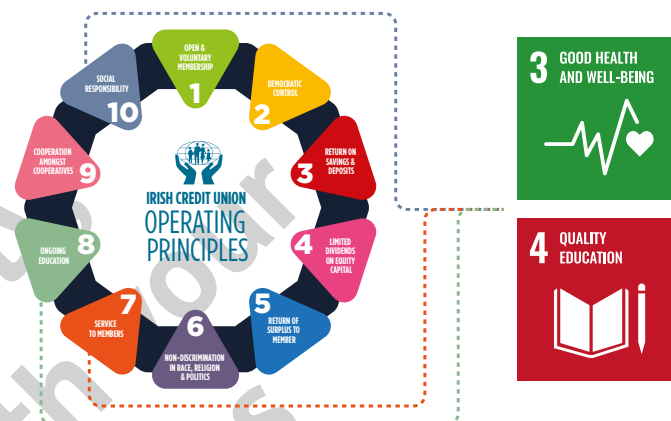 OPEN &
VOLUNTARY
MEMBERSHIP
1
DEMOCRATIC
CONTROL
2
RETURN ON
SAVINGS &
DEPOSITS
3
LIMITED
DIVIDENDS
ON EQUITY
CAPITAL
4
RETURN OF
SURPLUS TO
MEMBER
5
6
NON-DISCRIMINATION
IN RACE, RELIGION
& POLITICS
7
SERVICE
TO MEMBERS
ONGOING
EDUCATION
8
COOPERATION
AMONGST
COOPERATIVES
9
SOCIAL
RESPONSIBILITY
10
IRISH CREDIT UNION
OPERATING
PRINCIPLES
3 GOOD HEALTH
AND WELL-BEING
4 QUALITY
EDUCATION
your